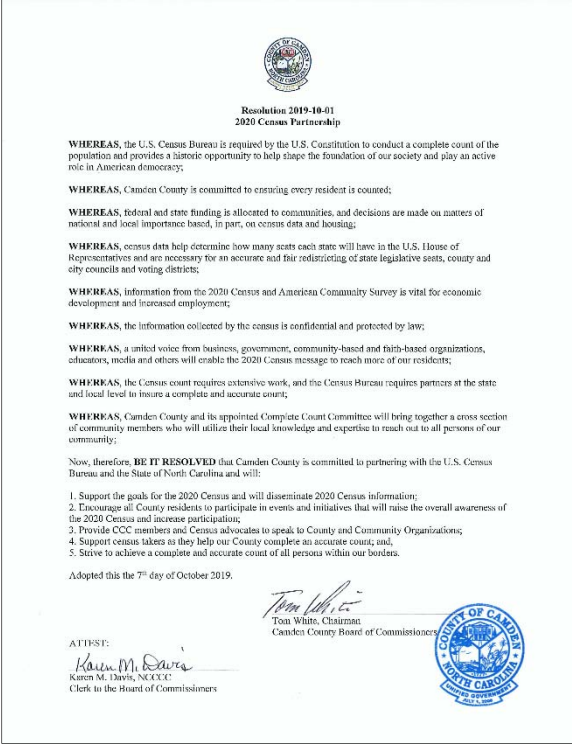 COUNTY OF CAMDEN
NORTH CAROLINA
Resolution 2019-10-01
2020 Census Partnership
WHEREAS, the U.S. Census Bureau is required by the U.S. Constitution to conduct a complete count of the
population and provides a historic opportunity to help shape the foundation of our society and play an active
role in American democracy;
WHEREAS, Camden County is committed to ensuring every resident is counted;
WHEREAS, federal and state funding is allocated to communities, and decisions are made on matters of
national and local importance based, in part, on census data and housing;
WHEREAS, census data help determine how many seats each state will have in the U.S. House of
Representatives and are necessary for an accurate and fair redistricting of state legislative seats, county and
city councils and voting districts;
WHEREAS, information from the 2020 Census and American Community Survey is vital for economic
development and increased employment;
WHEREAS, the information collected by the census is confidential and protected by law;
WHEREAS, a united voice from business, government, community-based and faith-based organizations,
educators, media and others will enable the 2020 Census message to reach more of our residents;
WHEREAS, the Census count requires extensive work, and the Census Bureau requires partners at the state
and local level to insure a complete and accurate count;
WHEREAS, Camden County and its appointed Complete Count Committee will bring together a cross section
of community members who will utilize their local knowledge and expertise to reach out to all persons of our
community;
Now, therefore, BE IT RESOLVED that Camden County is committed to partnering with the U.S. Census
Bureau and the State of North Carolina and will:
1. Support the goals for the 2020 Census and will disseminate 2020 Census information;
2. Encourage all County residents to participate in events and initiatives that will raise the overall awareness of
the 2020 Census and increase participation;
3. Provide CCC members and Census advocates to speak to County and Community Organizations;
4. Support census takers as they help our County complete an accurate count; and,
5. Strive to achieve a complete and accurate count of all persons within our borders.
Adopted this the 7th day of October 2019.
Tom White
Tom White, Chairman
Camden County Board of Commissioners
ATTEST:
Karen M. Davis
Karen M. Davis, NCCCC
Clerk to the Board of Commissioners
COUNTY OF CAMDEN
NORTH CAROLINA
UNIFIED GOVERNMENT
JULY 1, 2006